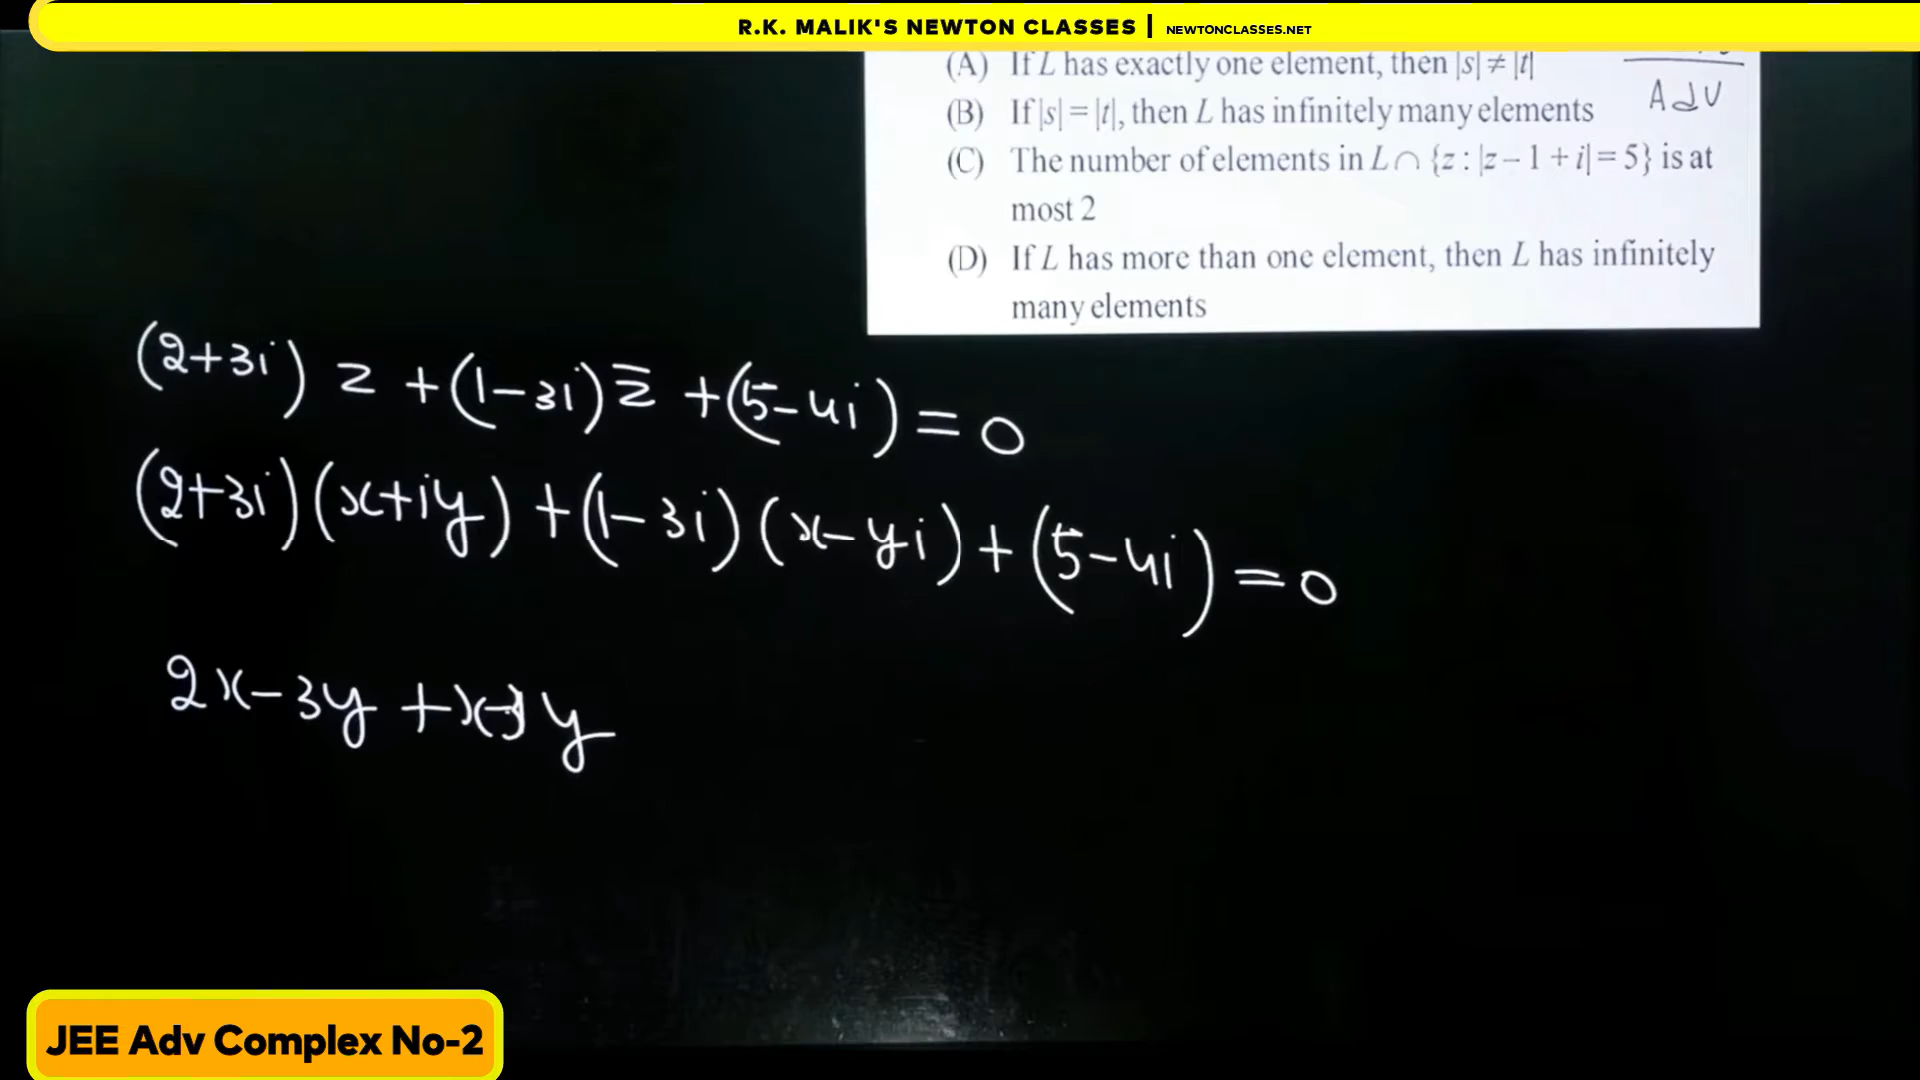 R.K. MALIK'S NEWTON CLASSES | NEWTONCLASSES.NET
(A) If L has exactly one element, then |s| ≠ |t|
ADV
(B) If |s| = |t|, then L has infinitely many elements
(C) The number of elements in L ∩ {z : |z – 1 + i| = 5} is at
most 2
(D) If L has more than one element, then L has infinitely
many elements
(2+3i) z + (1-3i) z̅ + (5-4i) = 0
(2+3i)(x+iy) + (1-3i)(x-yi) + (5-4i) = 0
2x-3y +x-3y
JEE Adv Complex No-2